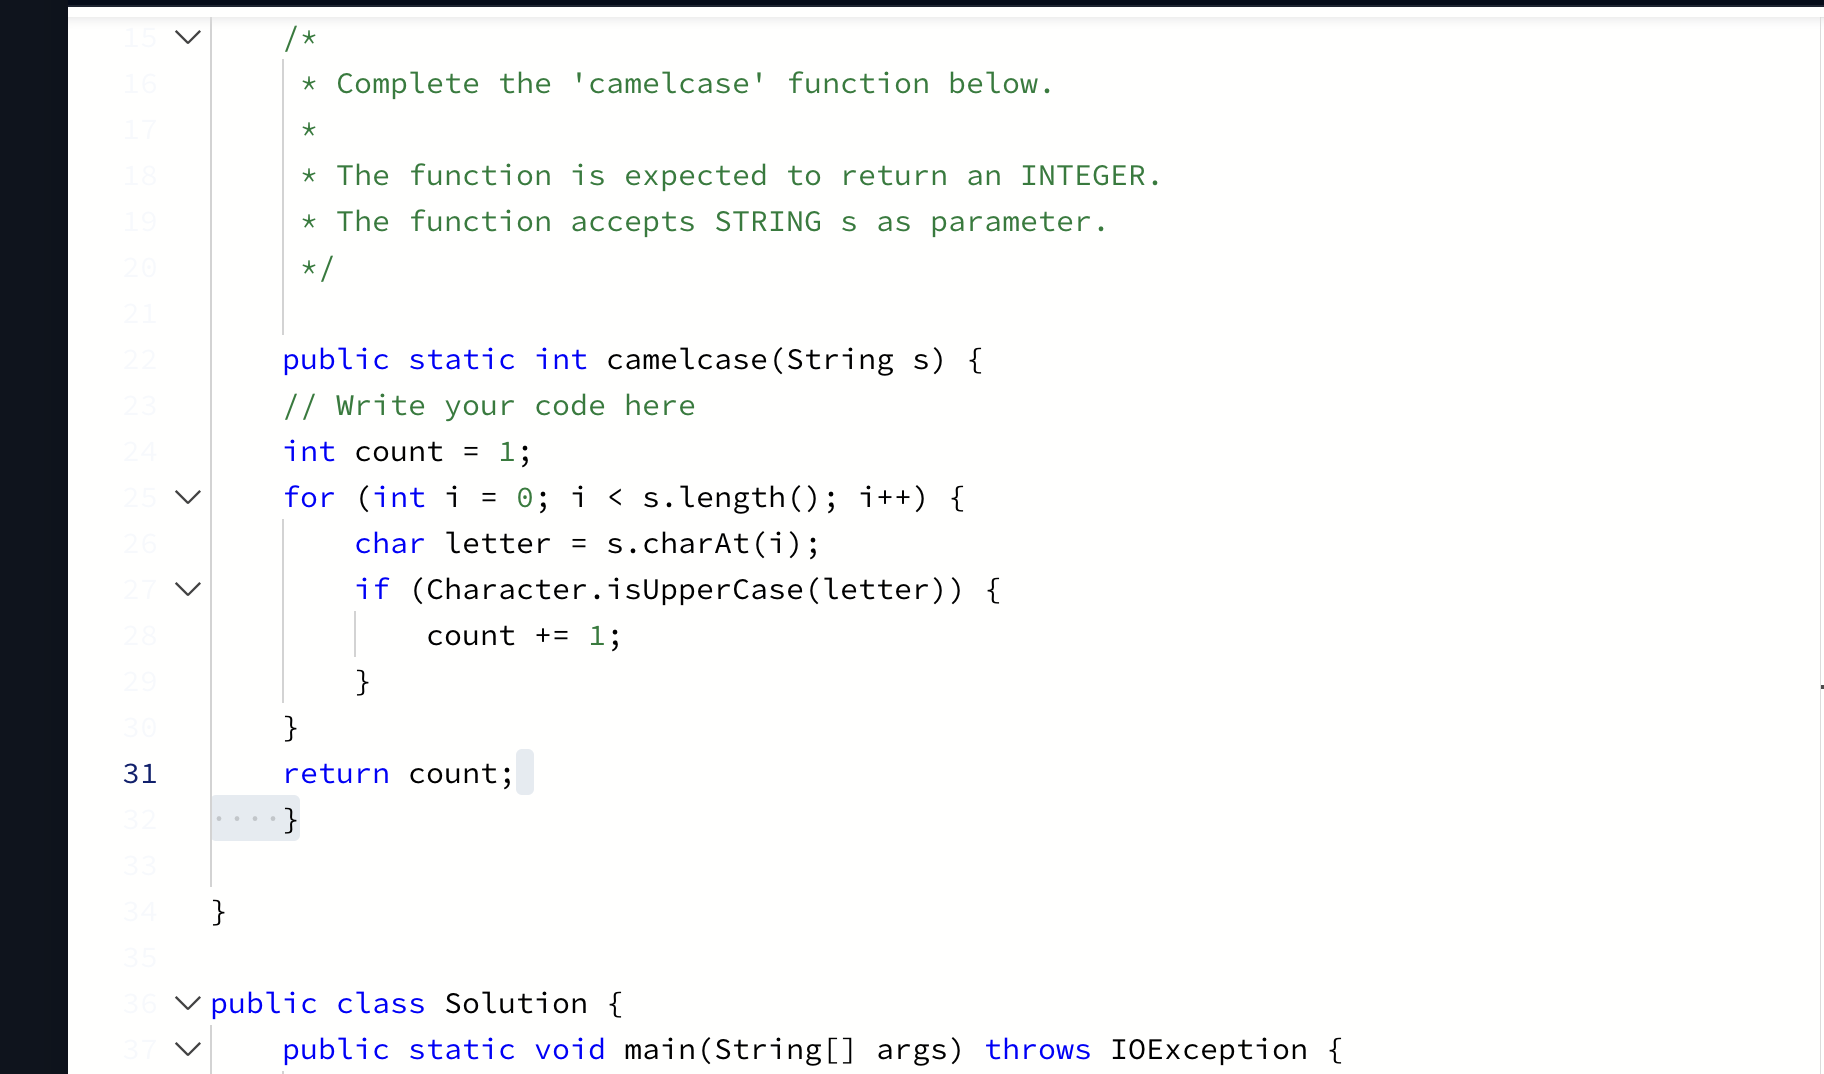 15 /*
16 * Complete the 'camelcase' function below.
17 *
18 * The function is expected to return an INTEGER.
19 * The function accepts STRING s as parameter.
20 */
21
22 public static int camelcase(String s) {
23 // Write your code here
24 int count = 1;
25 for (int i = 0; i < s.length(); i++) {
26 char letter = s.charAt(i);
27 if (Character.isUpperCase(letter)) {
28 count += 1;
29 }
30 }
31 return count;
32 ····}
33
34 }
35
36 public class Solution {
37 public static void main(String[] args) throws IOException {